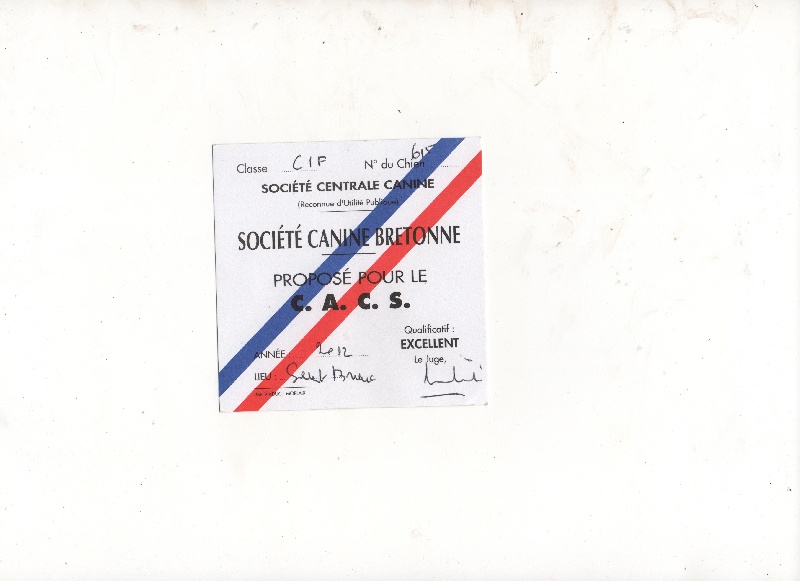 Classe CIF N° du Chien
SOCIÉTÉ CENTRALE CANINE
(Reconnue d'Utilité Publique)
SOCIÉTÉ CANINE BRETONNE
PROPOSÉ POUR LE
C. A. C. S.
Qualificatif :
EXCELLENT
Le Juge,
ANNÉE : 2012
LIEU : Saint Brieuc